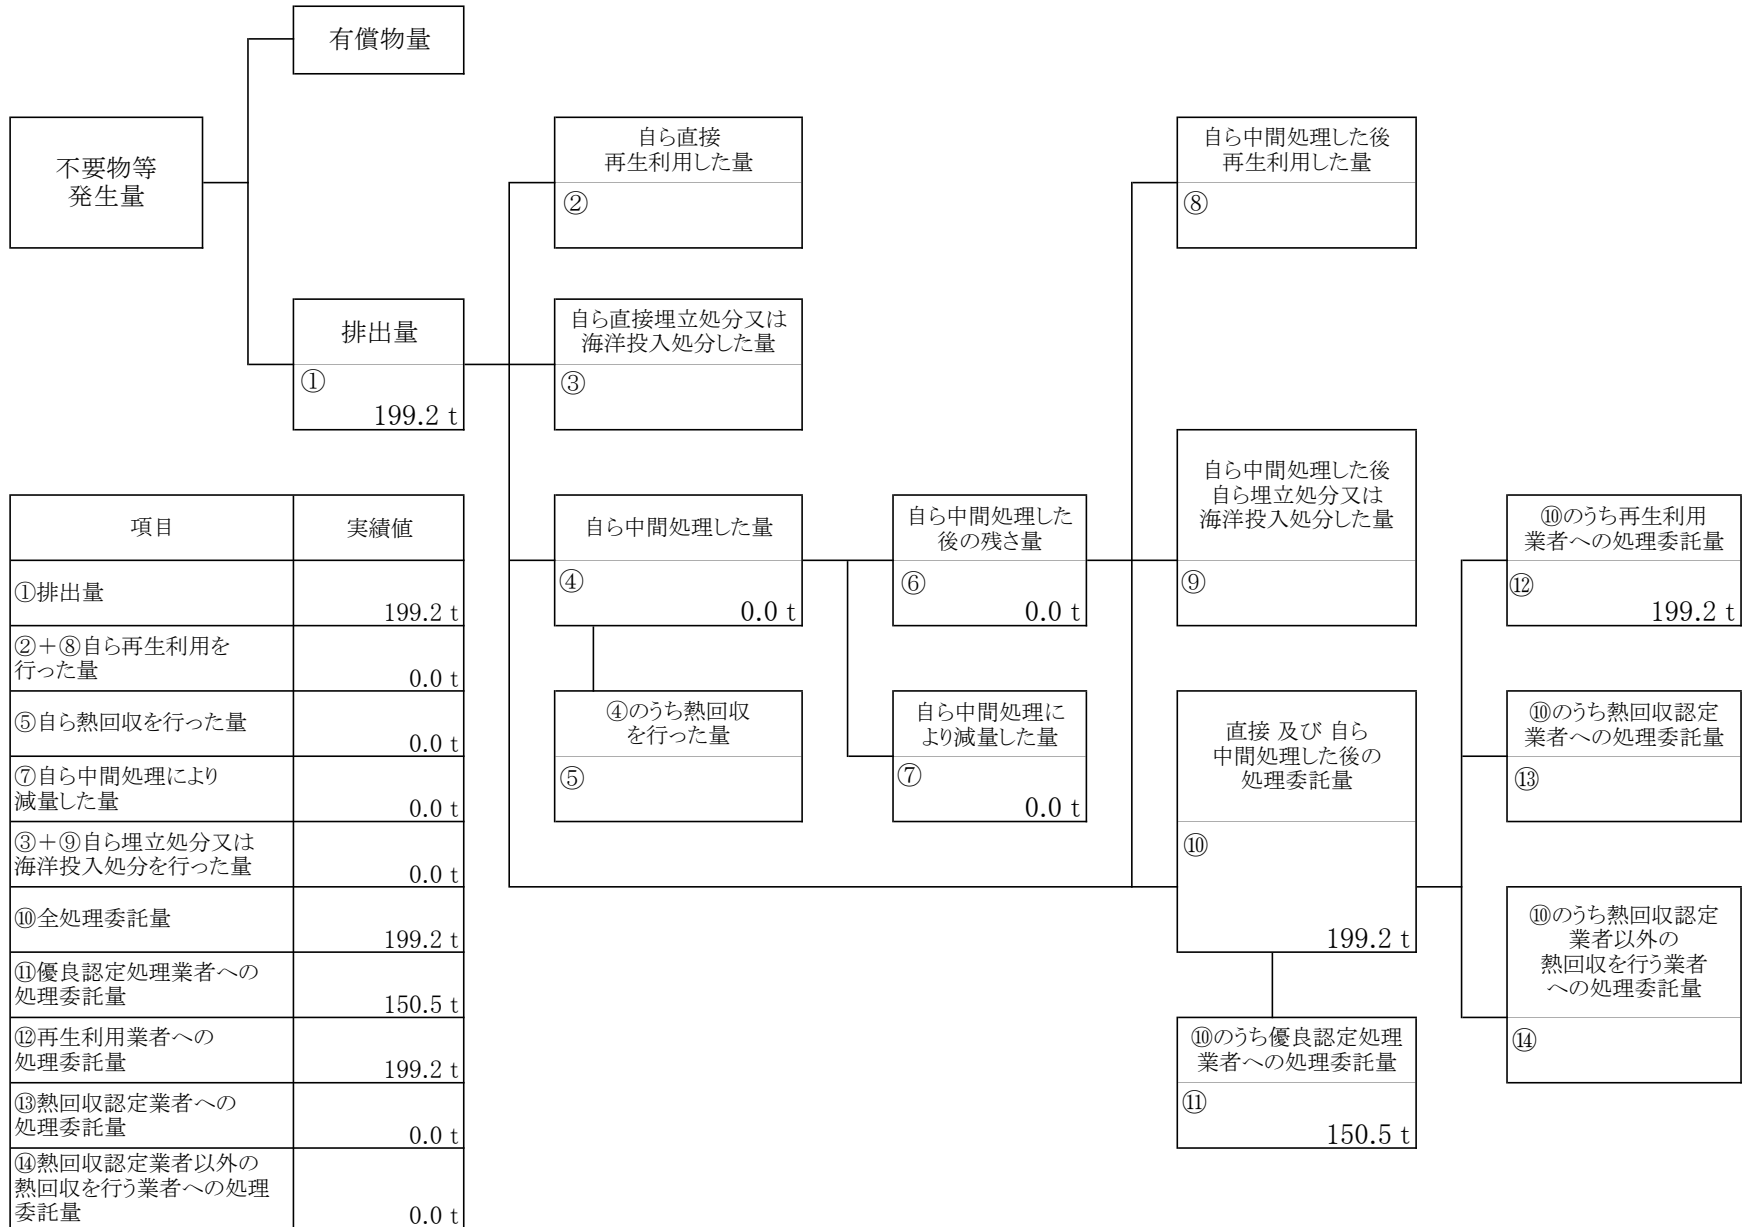 有償物量
不要物等
発生量
自ら直接
再生利用した量
②
自ら中間処理した後
再生利用した量
⑧
排出量
①
199.2 t
自ら直接埋立処分又は
海洋投入処分した量
③
自ら中間処理した量
④
0.0 t
自ら中間処理した
後の残さ量
⑥
0.0 t
自ら中間処理した後
自ら埋立処分又は
海洋投入処分した量
⑨
⑩のうち再生利用
業者への処理委託量
⑫
199.2 t
④のうち熱回収
を行った量
⑤
自ら中間処理に
より減量した量
⑦
0.0 t
直接 及び 自ら
中間処理した後の
処理委託量
⑩
199.2 t
⑩のうち熱回収認定
業者への処理委託量
⑬
⑩のうち熱回収認定
業者以外の
熱回収を行う業者
への処理委託量
⑭
⑩のうち優良認定処理
業者への処理委託量
⑪
150.5 t
項目 実績値
①排出量
199.2 t
②+⑧自ら再生利用を
行った量
0.0 t
⑤自ら熱回収を行った量
0.0 t
⑦自ら中間処理により
減量した量
0.0 t
③+⑨自ら埋立処分又は
海洋投入処分を行った量
0.0 t
⑩全処理委託量
199.2 t
⑪優良認定処理業者への
処理委託量
150.5 t
⑫再生利用業者への
処理委託量
199.2 t
⑬熱回収認定業者への
処理委託量
0.0 t
⑭熱回収認定業者以外の
熱回収を行う業者への処理
委託量
0.0 t